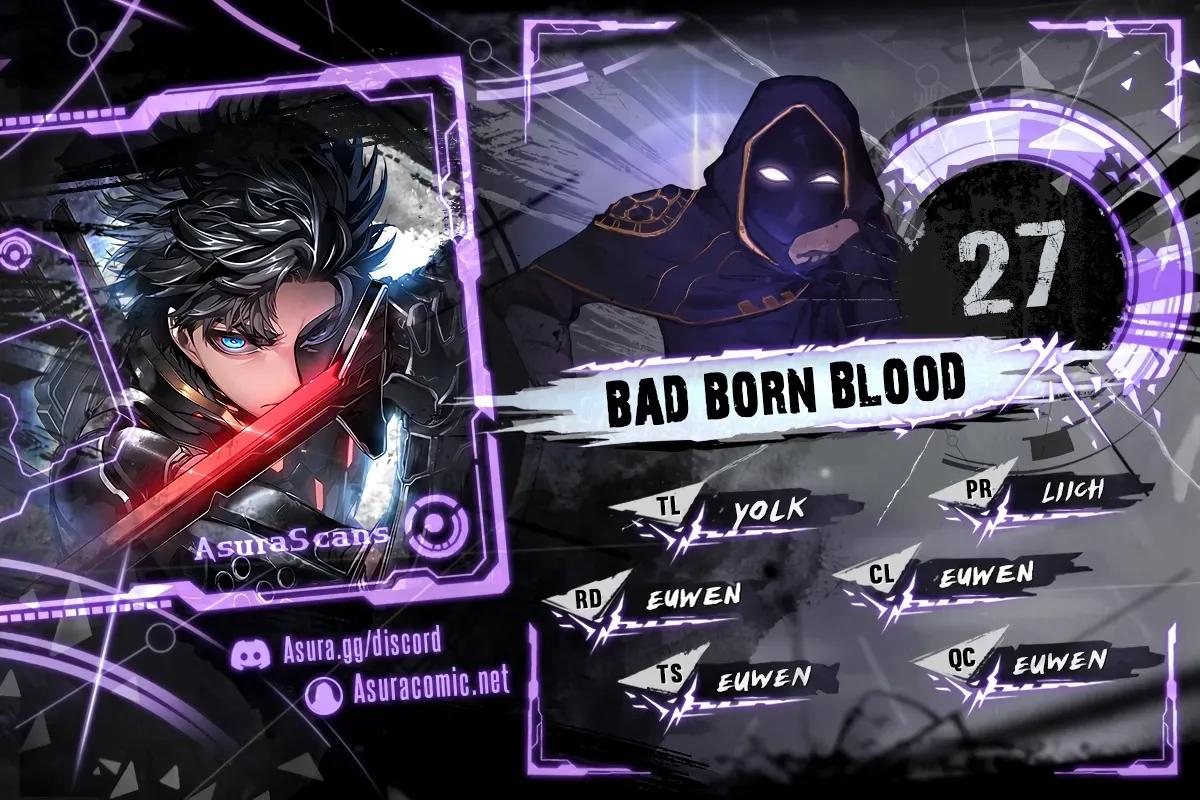 AsuraScans
Asura.gg/discord
Asuracomic.net
27
BAD BORN BLOOD
TL YOLK
PR LIICH
RD EUWEN
CL EUWEN
TS EUWEN
QC EUWEN